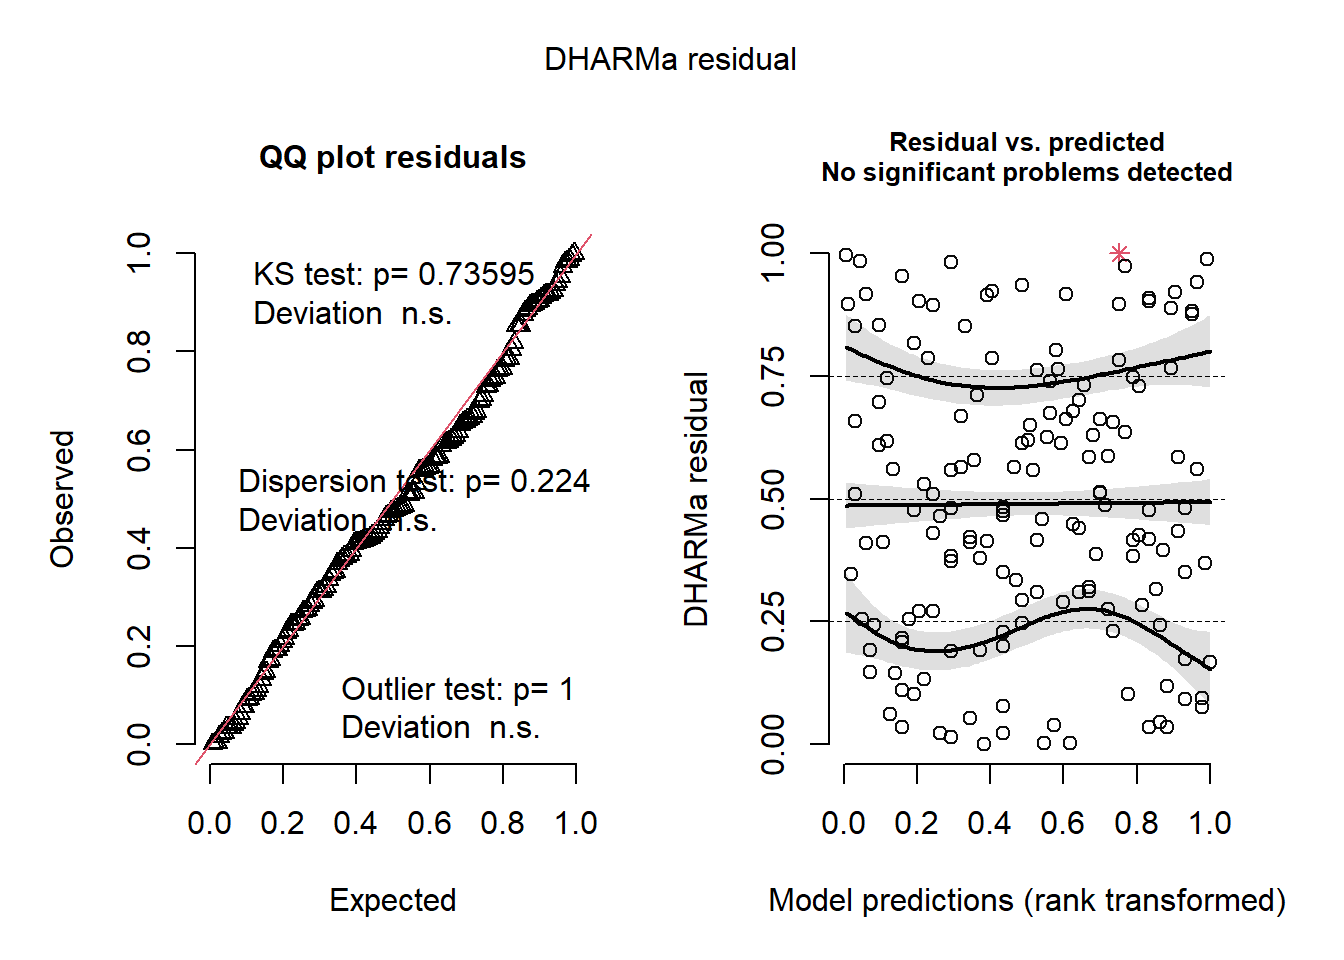 DHARMa residual
QQ plot residuals
KS test: p= 0.73595
Deviation  n.s.
Dispersion test: p= 0.224
Deviation  n.s.
Outlier test: p= 1
Deviation  n.s.
Observed
0.0 0.2 0.4 0.6 0.8 1.0
0.0 0.2 0.4 0.6 0.8 1.0
Expected
Residual vs. predicted
No significant problems detected
DHARMa residual
0.00 0.25 0.50 0.75 1.00
0.0 0.2 0.4 0.6 0.8 1.0
Model predictions (rank transformed)